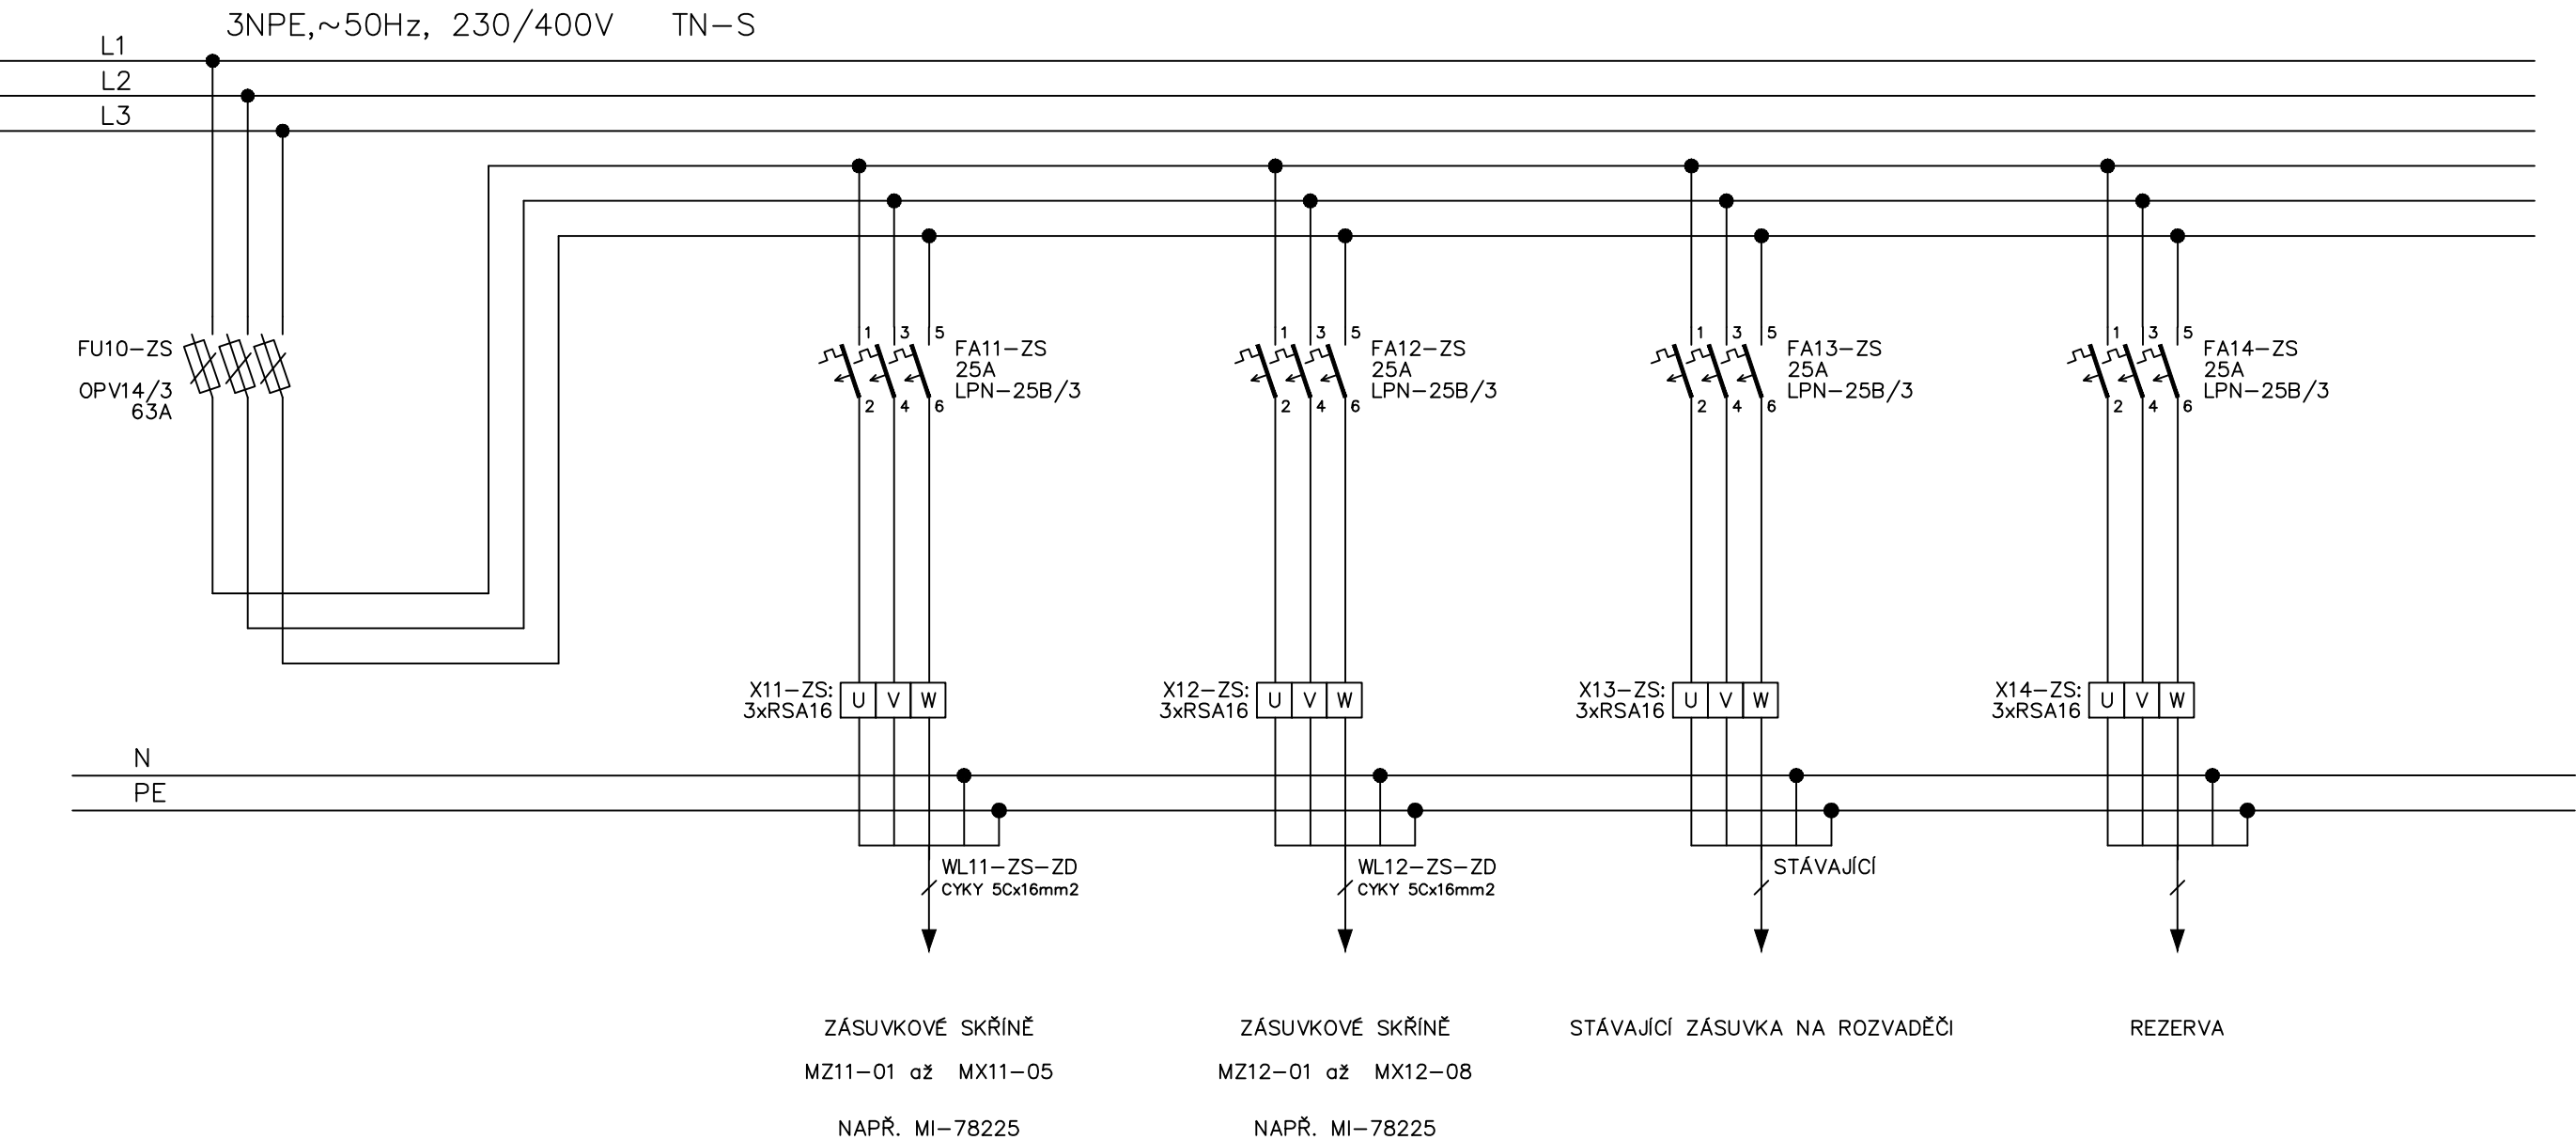 3NPE,~50Hz, 230/400V TN-S
L1
L2
L3
FU10-ZS
OPV14/3
63A
1 3 5
FA11-ZS
25A
LPN-25B/3
2 4 6
1 3 5
FA12-ZS
25A
LPN-25B/3
2 4 6
1 3 5
FA13-ZS
25A
LPN-25B/3
2 4 6
1 3 5
FA14-ZS
25A
LPN-25B/3
2 4 6
X11-ZS:
3xRSA16
U V W
X12-ZS:
3xRSA16
U V W
X13-ZS:
3xRSA16
U V W
X14-ZS:
3xRSA16
U V W
N
PE
WL11-ZS-ZD
CYKY 5Cx16mm2
WL12-ZS-ZD
CYKY 5Cx16mm2
STÁVAJÍCÍ
ZÁSUVKOVÉ SKŘÍNĚ
MZ11-01 až MX11-05
NAPŘ. MI-78225
ZÁSUVKOVÉ SKŘÍNĚ
MZ12-01 až MX12-08
NAPŘ. MI-78225
STÁVAJÍCÍ ZÁSUVKA NA ROZVADĚČI
REZERVA